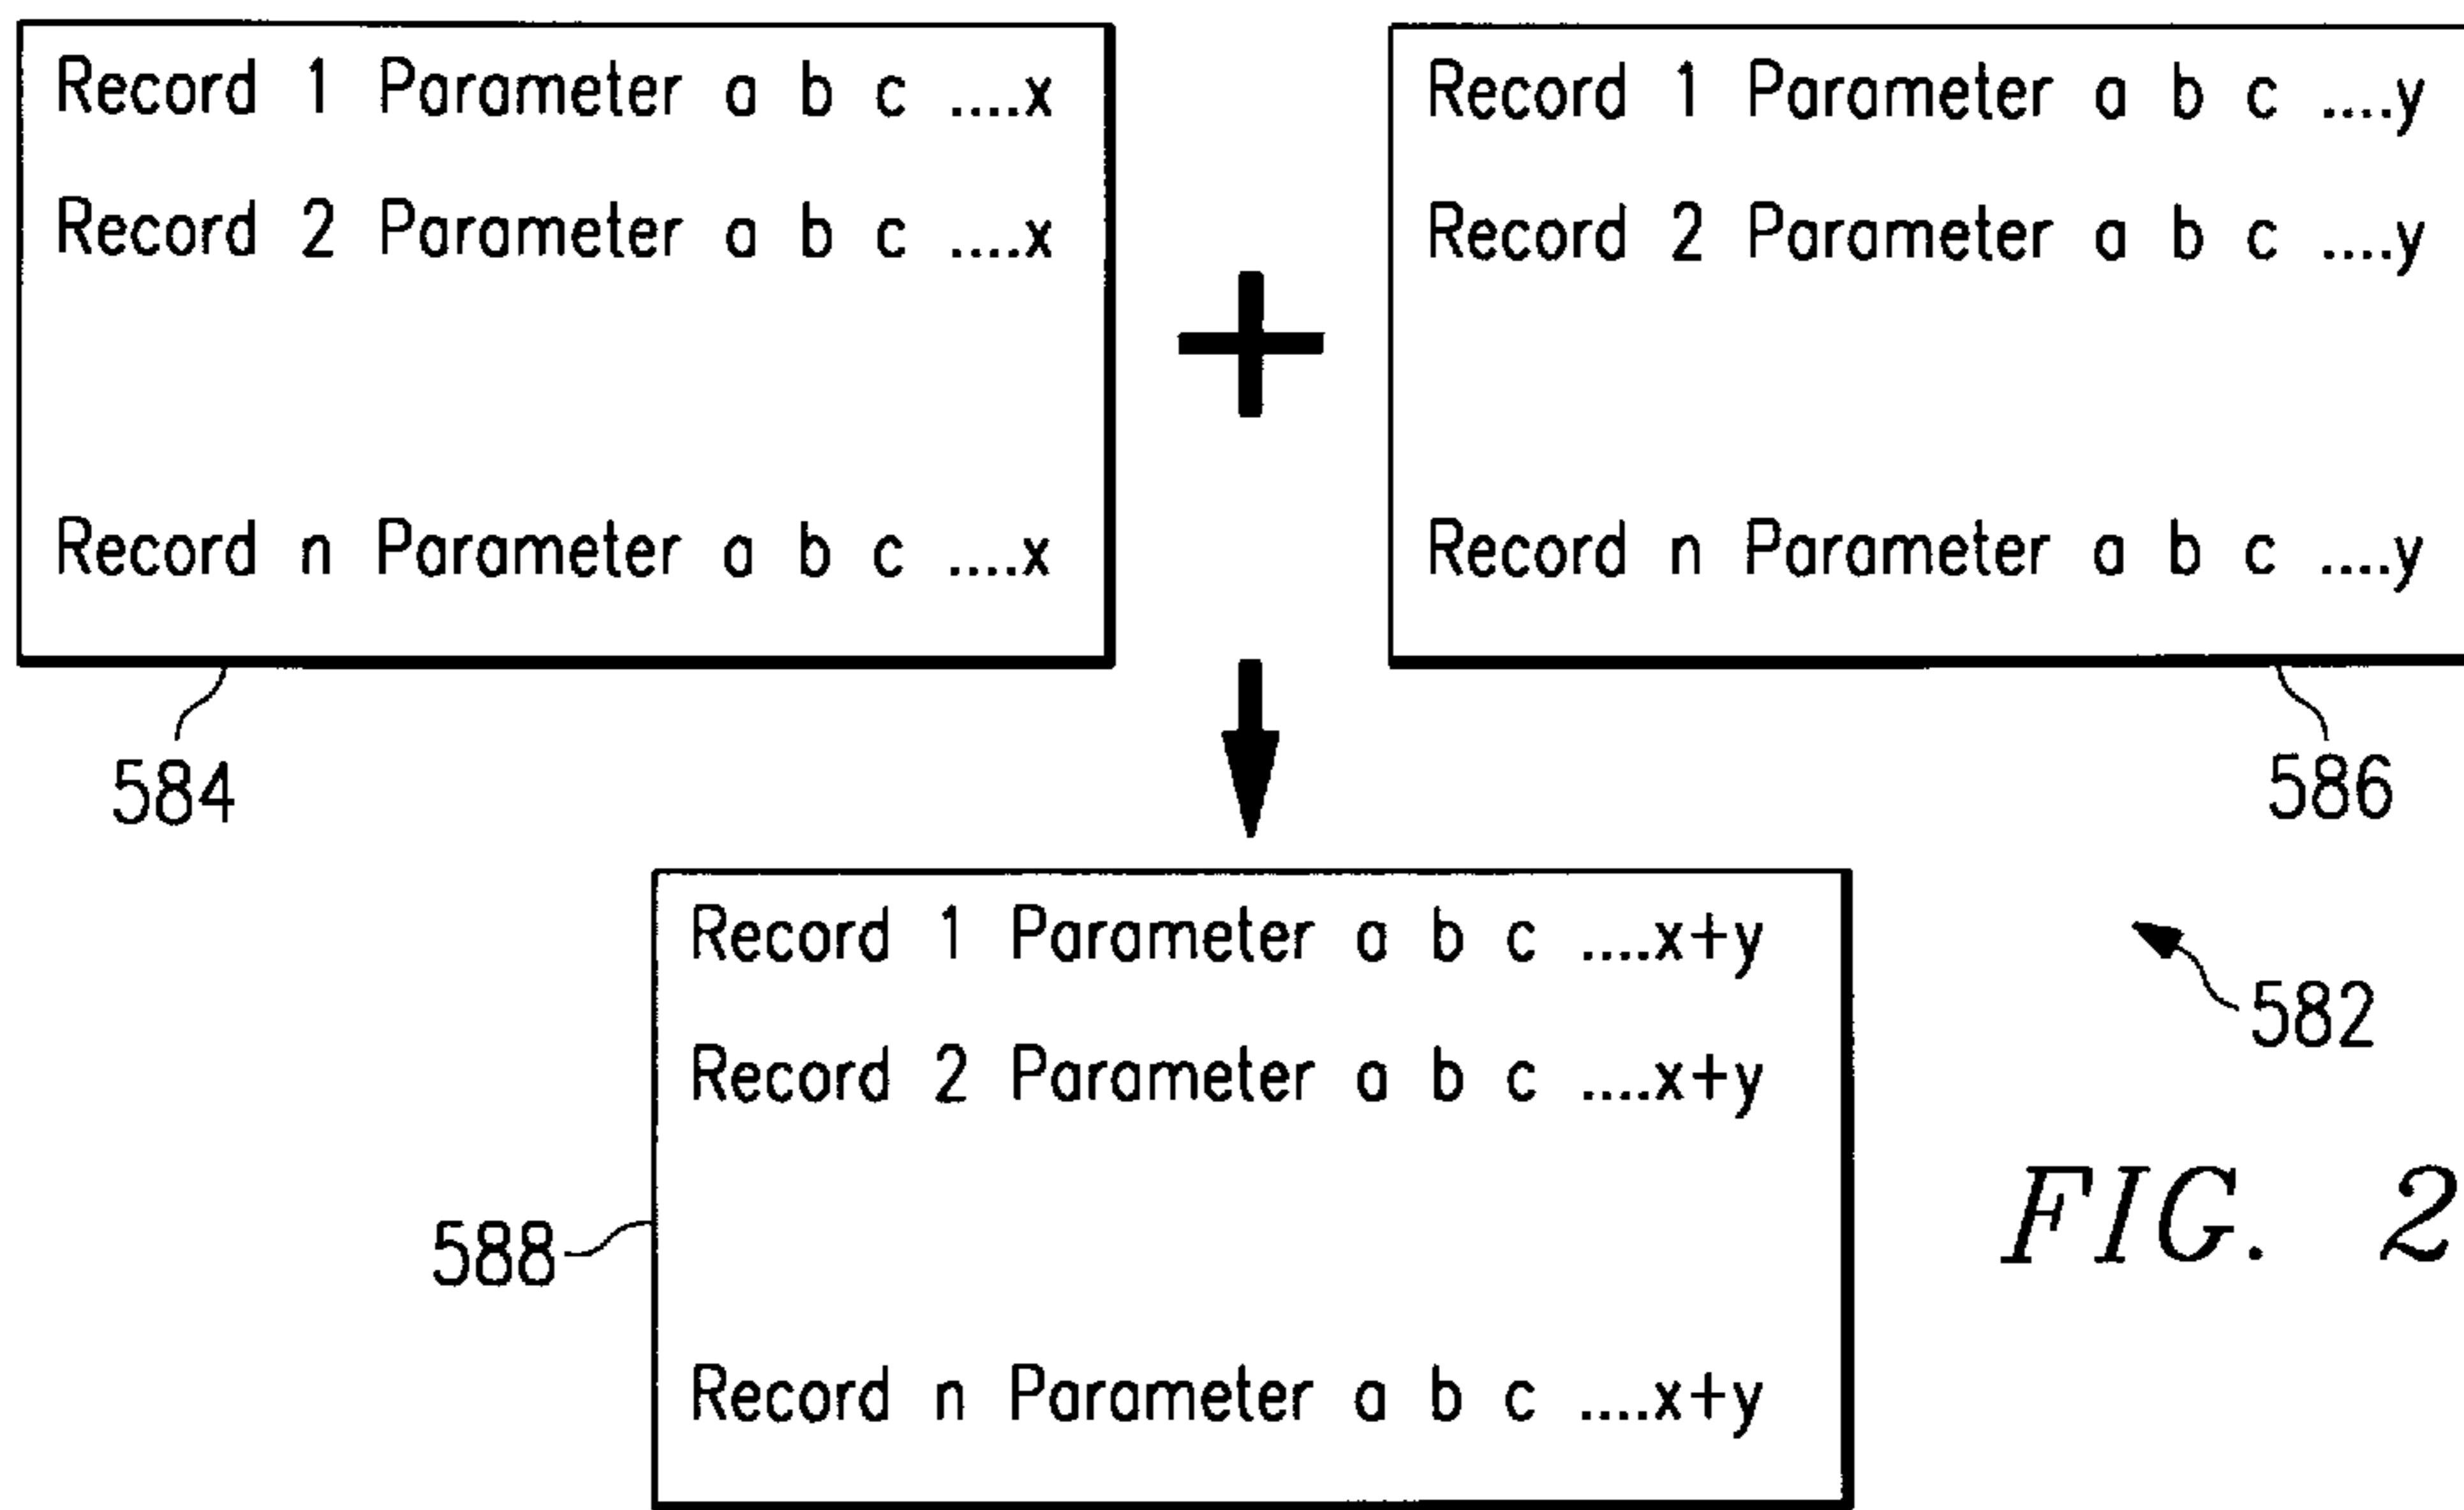 Record 1 Parameter a b c ....x
Record 2 Parameter a b c ....x
Record n Parameter a b c ....x
584
+
Record 1 Parameter a b c ....y
Record 2 Parameter a b c ....y
Record n Parameter a b c ....y
586
Record 1 Parameter a b c ....x+y
Record 2 Parameter a b c ....x+y
Record n Parameter a b c ....x+y
588
582
FIG. 2